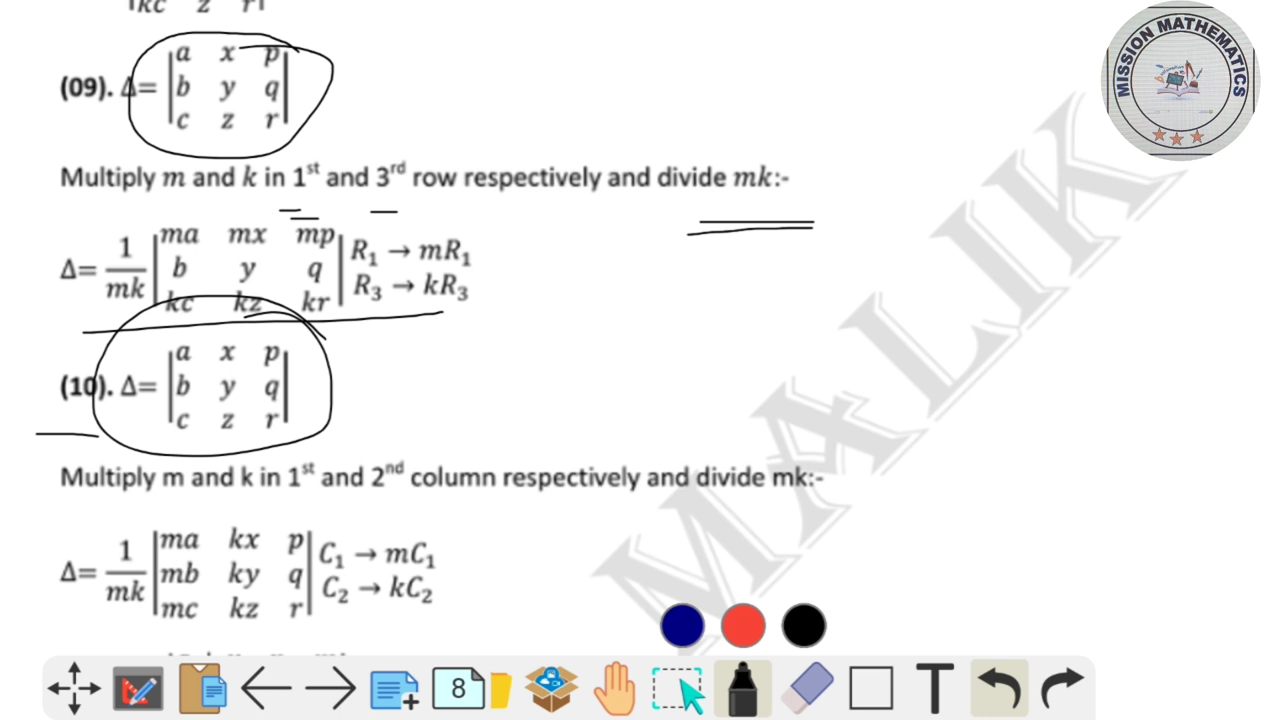 kc z r
(09). Δ= |a x p|
|b y q|
|c z r|
Multiply m and k in 1st and 3rd row respectively and divide mk:-
Δ= 1/mk |ma mx mp| R₁ → mR₁
|b y q|
|kc kz kr| R₃ → kR₃
(10). Δ= |a x p|
|b y q|
|c z r|
Multiply m and k in 1st and 2nd column respectively and divide mk:-
Δ= 1/mk |ma kx p| C₁ → mC₁
|mb ky q| C₂ → kC₂
|mc kz r|
MISSION MATHEMATICS
MALIK
8
T